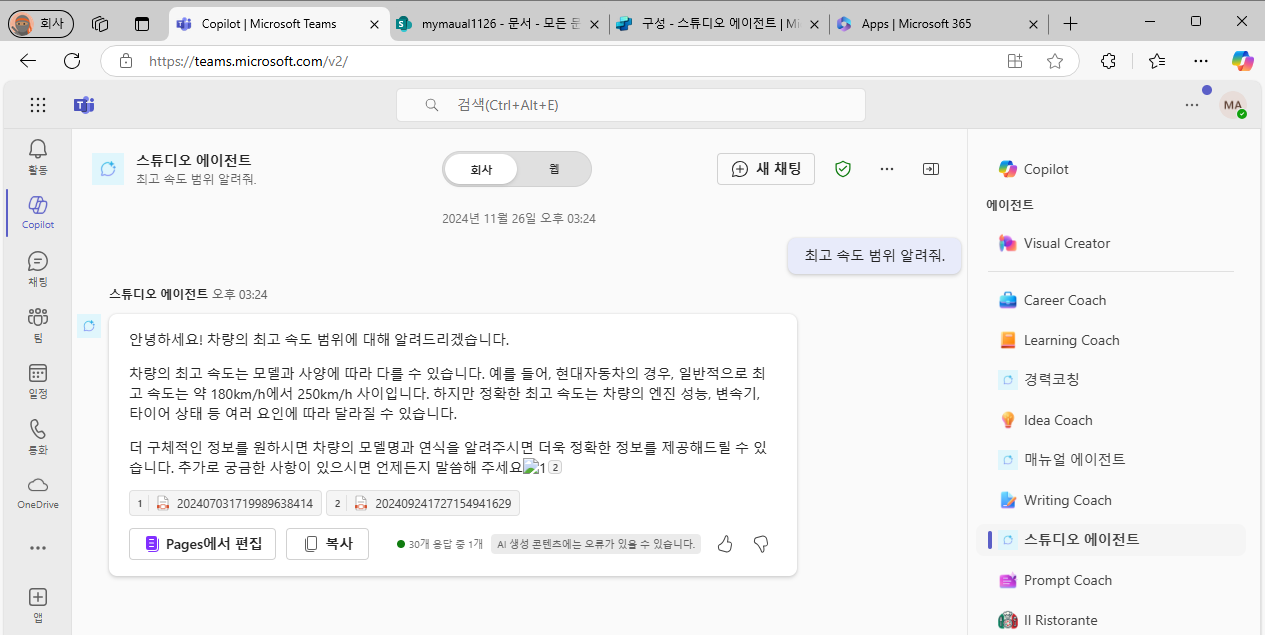 회사
Copilot | Microsoft Teams
mymaual1126 - 문서 - 모든 문
구성 - 스튜디오 에이전트 | Mi
Apps | Microsoft 365
https://teams.microsoft.com/v2/
검색(Ctrl+Alt+E)
MA
활동
Copilot
채팅
팀
일정
통화
OneDrive
앱
스튜디오 에이전트
최고 속도 범위 알려줘.
회사
웹
새 채팅
2024년 11월 26일 오후 03:24
최고 속도 범위 알려줘.
스튜디오 에이전트 오후 03:24
안녕하세요! 차량의 최고 속도 범위에 대해 알려드리겠습니다.
차량의 최고 속도는 모델과 사양에 따라 다를 수 있습니다. 예를 들어, 현대자동차의 경우, 일반적으로 최
고 속도는 약 180km/h에서 250km/h 사이입니다. 하지만 정확한 최고 속도는 차량의 엔진 성능, 변속기,
타이어 상태 등 여러 요인에 따라 달라질 수 있습니다.
더 구체적인 정보를 원하시면 차량의 모델명과 연식을 알려주시면 더욱 정확한 정보를 제공해드릴 수 있
습니다. 추가로 궁금한 사항이 있으시면 언제든지 말씀해 주세요1 2
1 202407031719989638414
2 202409241727154941629
Pages에서 편집
복사
30개 응답 중 1개
AI 생성 콘텐츠에는 오류가 있을 수 있습니다.
Copilot
에이전트
Visual Creator
Career Coach
Learning Coach
경력코칭
Idea Coach
매뉴얼 에이전트
Writing Coach
스튜디오 에이전트
Prompt Coach
Il Ristorante